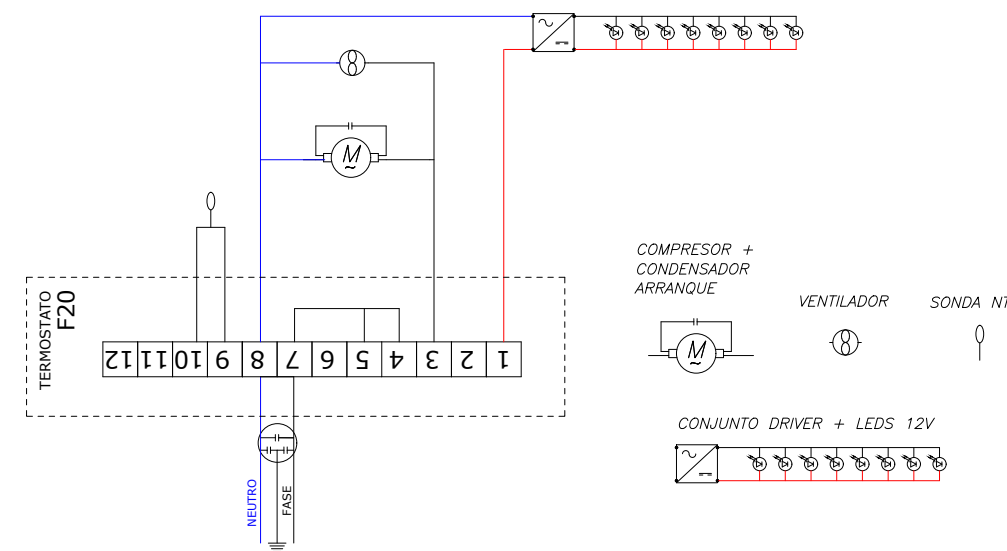 M
~
TERMOSTATO
F20
12 11 10 9 8 7 6 5 4 3 2 1
NEUTRO
FASE
COMPRESOR +
CONDENSADOR
ARRANQUE
M
~
VENTILADOR
SONDA NT
CONJUNTO DRIVER + LEDS 12V